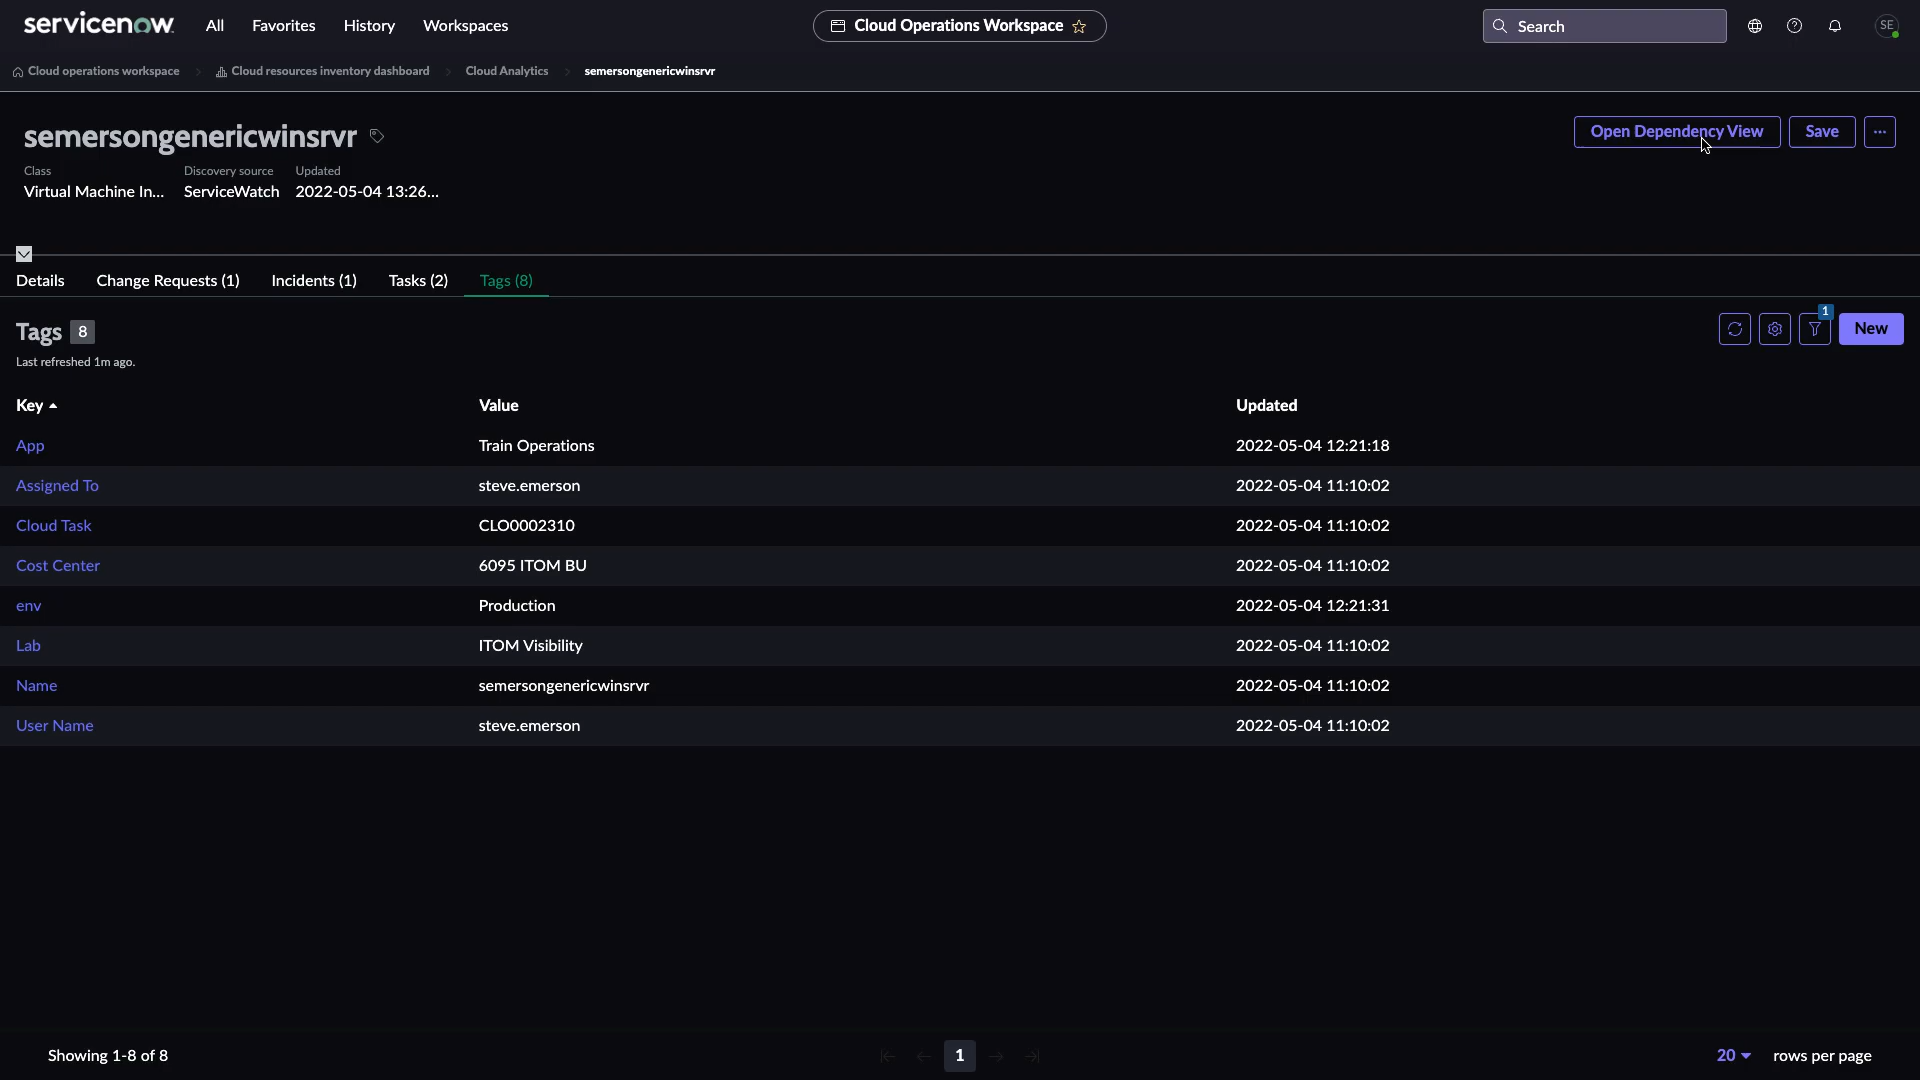 servicenow All Favorites History Workspaces Cloud Operations Workspace Search SE
Cloud operations workspace Cloud resources inventory dashboard Cloud Analytics semersongenericwinsrvr
semersongenericwinsrvr Open Dependency View Save ...
Class Discovery source Updated
Virtual Machine In... ServiceWatch 2022-05-04 13:26...
Details Change Requests (1) Incidents (1) Tasks (2) Tags (8)
Tags 8 1 New
Last refreshed 1m ago.
Key Value Updated
App Train Operations 2022-05-04 12:21:18
Assigned To steve.emerson 2022-05-04 11:10:02
Cloud Task CLO0002310 2022-05-04 11:10:02
Cost Center 6095 ITOM BU 2022-05-04 11:10:02
env Production 2022-05-04 12:21:31
Lab ITOM Visibility 2022-05-04 11:10:02
Name semersongenericwinsrvr 2022-05-04 11:10:02
User Name steve.emerson 2022-05-04 11:10:02
Showing 1-8 of 8 1 20 rows per page